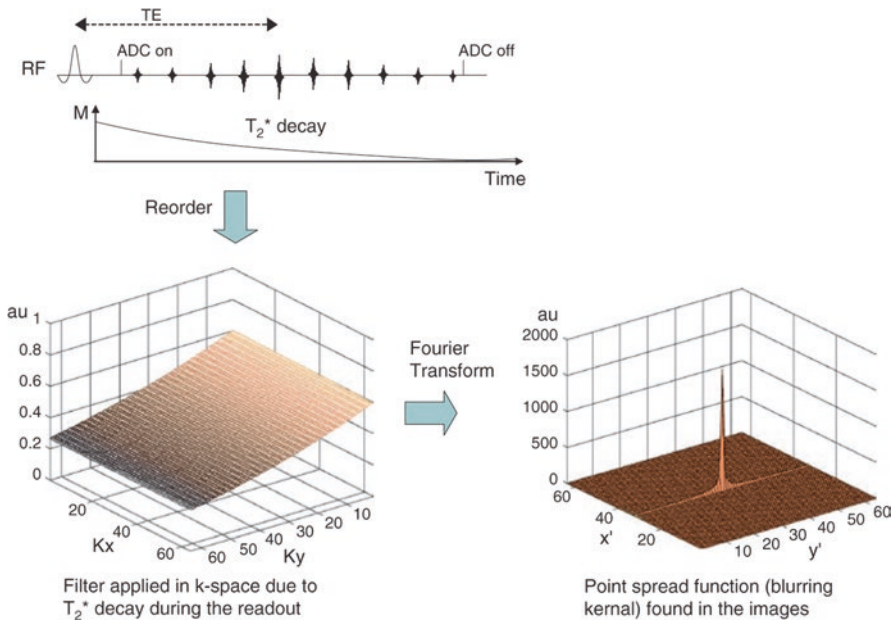 TE
ADC on
ADC off
RF
M
T2* decay
Time
Reorder
au
1
0.8
0.6
0.4
0.2
0
20
40
60
Kx
60
50
40
30
20
10
Ky
Filter applied in k-space due to
T2* decay during the readout
Fourier
Transform
au
2000
1500
1000
500
0
60
40
20
x'
10
20
30
40
50
60
y'
Point spread function (blurring
kernel) found in the images